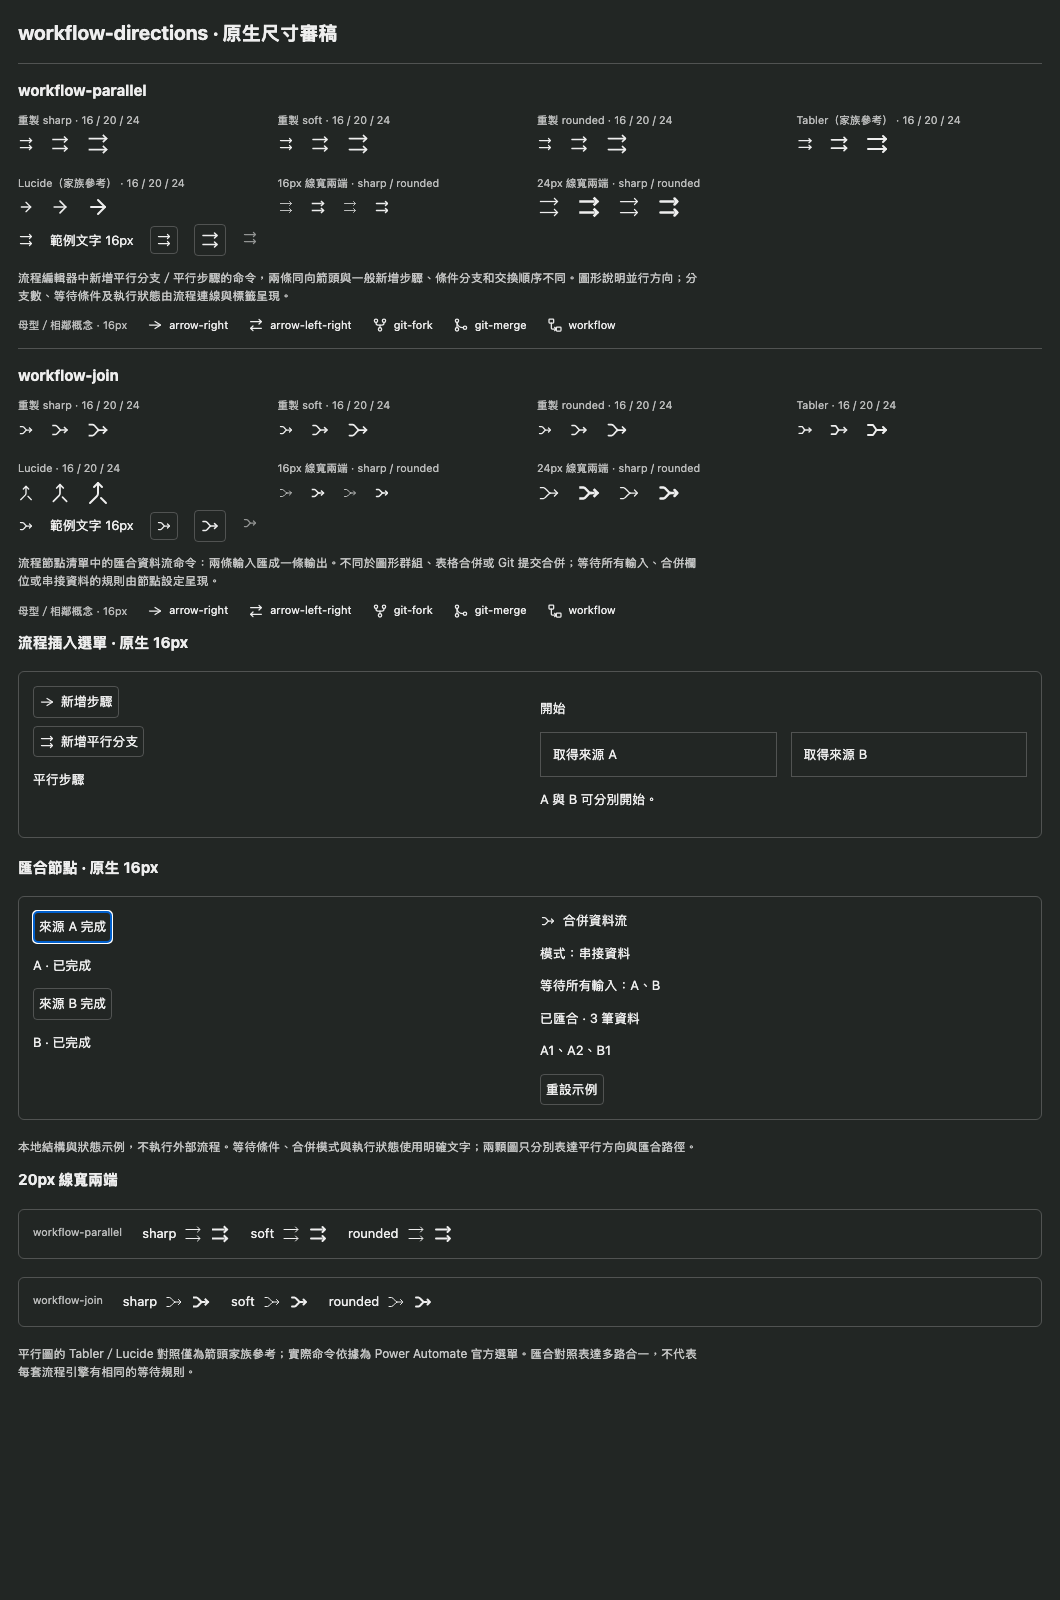 workflow-directions · 原生尺寸審稿
workflow-parallel
重製 sharp · 16 / 20 / 24
重製 soft · 16 / 20 / 24
重製 rounded · 16 / 20 / 24
Tabler（家族參考） · 16 / 20 / 24
Lucide（家族參考） · 16 / 20 / 24
16px 線寬兩端 · sharp / rounded
24px 線寬兩端 · sharp / rounded
範例文字 16px
流程編輯器中新增平行分支 / 平行步驟的命令，兩條同向箭頭與一般新增步驟、條件分支和交換順序不同。圖形說明並行方向；分
支數、等待條件及執行狀態由流程連線與標籤呈現。
母型 / 相鄰概念 · 16px arrow-right arrow-left-right git-fork git-merge workflow
workflow-join
重製 sharp · 16 / 20 / 24
重製 soft · 16 / 20 / 24
重製 rounded · 16 / 20 / 24
Tabler · 16 / 20 / 24
Lucide · 16 / 20 / 24
16px 線寬兩端 · sharp / rounded
24px 線寬兩端 · sharp / rounded
範例文字 16px
流程節點清單中的匯合資料流命令：兩條輸入匯成一條輸出。不同於圖形群組、表格合併或 Git 提交合併；等待所有輸入、合併欄
位或串接資料的規則由節點設定呈現。
母型 / 相鄰概念 · 16px arrow-right arrow-left-right git-fork git-merge workflow
流程插入選單 · 原生 16px
新增步驟
新增平行分支
平行步驟
開始
取得來源 A
取得來源 B
A 與 B 可分別開始。
匯合節點 · 原生 16px
來源 A 完成
A · 已完成
來源 B 完成
B · 已完成
合併資料流
模式：串接資料
等待所有輸入：A、B
已匯合 · 3 筆資料
A1、A2、B1
重設示例
本地結構與狀態示例，不執行外部流程。等待條件、合併模式與執行狀態使用明確文字；兩顆圖只分別表達平行方向與匯合路徑。
20px 線寬兩端
workflow-parallel sharp soft rounded
workflow-join sharp soft rounded
平行圖的 Tabler / Lucide 對照僅為箭頭家族參考；實際命令依據為 Power Automate 官方選單。匯合對照表達多路合一，不代表
每套流程引擎有相同的等待規則。